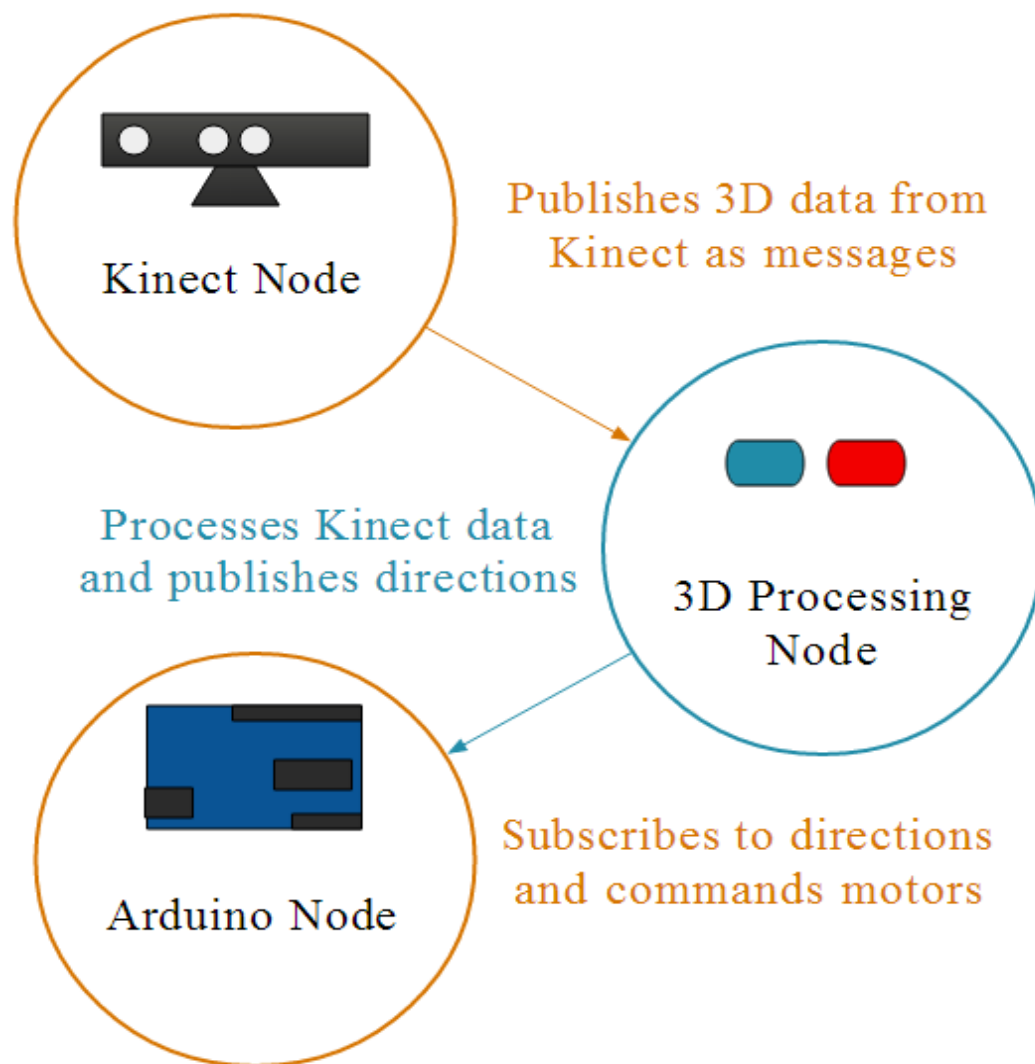 Kinect Node
Publishes 3D data from
Kinect as messages
Processes Kinect data
and publishes directions
3D Processing
Node
Arduino Node
Subscribes to directions
and commands motors